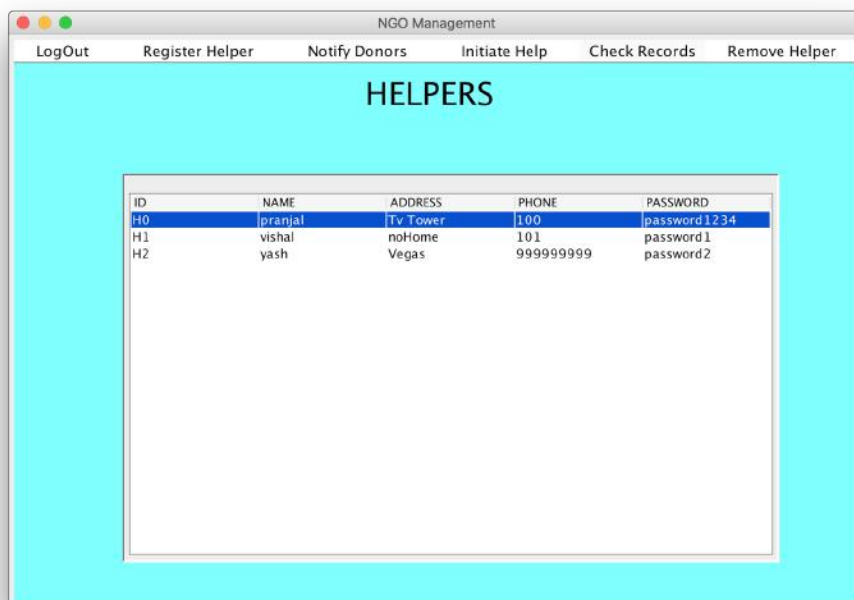 NGO Management
LogOut Register Helper Notify Donors Initiate Help Check Records Remove Helper
HELPERS
ID NAME ADDRESS PHONE PASSWORD
H0 pranjal Tv Tower 100 password1234
H1 vishal noHome 101 password1
H2 yash Vegas 999999999 password2